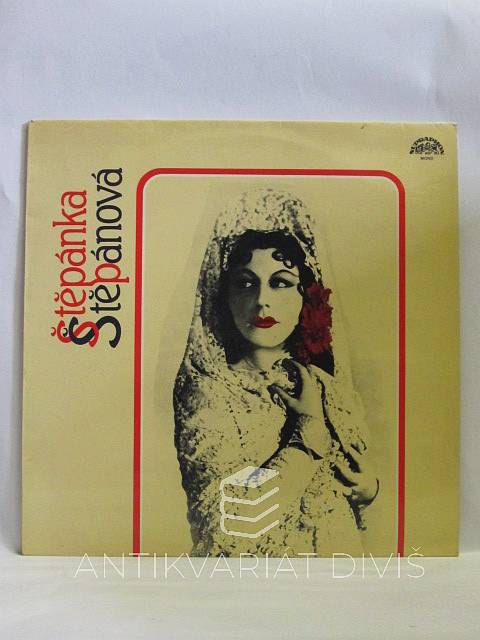 Štěpánka
Štěpánová
SUPRAPHON
MONO
ANTIKVARIÁT DIVIŠ